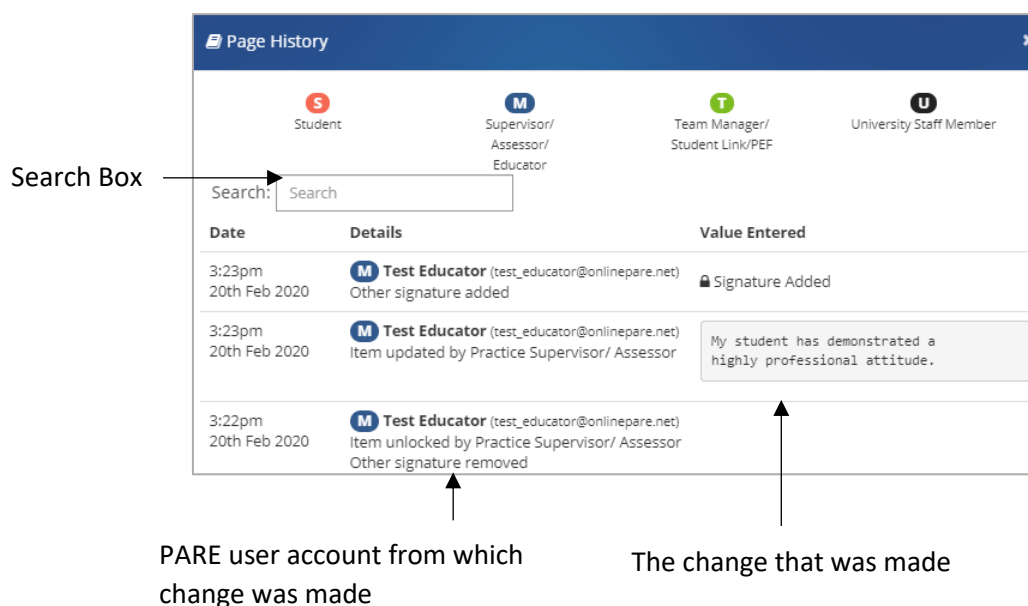 Page History
S
Student
M
Supervisor/
Assessor/
Educator
T
Team Manager/
Student Link/PEF
U
University Staff Member
Search Box
Search: Search
Date Details Value Entered
3:23pm
20th Feb 2020
M Test Educator (test_educator@onlinepare.net)
Other signature added
Signature Added
3:23pm
20th Feb 2020
M Test Educator (test_educator@onlinepare.net)
Item updated by Practice Supervisor/ Assessor
My student has demonstrated a
highly professional attitude.
3:22pm
20th Feb 2020
M Test Educator (test_educator@onlinepare.net)
Item unlocked by Practice Supervisor/ Assessor
Other signature removed
PARE user account from which
change was made
The change that was made